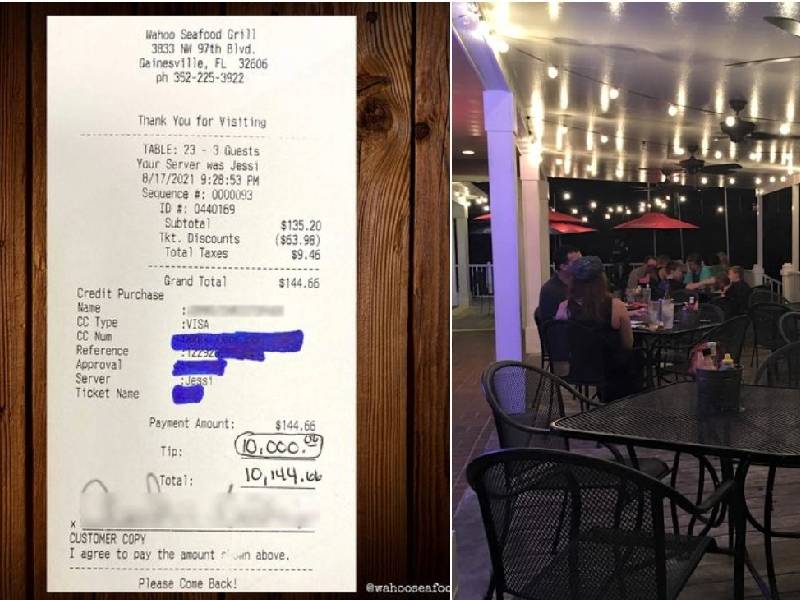 Wahoo Seafood Grill
3833 NW 97th Blvd.
Gainesville, FL 32606
ph 352-225-3922
Thank You for Visiting
TABLE: 23 - 3 Guests
Your Server was Jessi
8/17/2021 9:28:53 PM
Sequence #: 0000093
ID #: 0440169
Subtotal $135.20
Tkt. Discounts ($53.98)
Total Taxes $9.46
Grand Total $144.66
Credit Purchase
Name :
CC Type :VISA
CC Num
Reference
Approval
Server :Jessi
Ticket Name
Payment Amount: $144.66
Tip: 10,000.00
Total: 10,144.66
x
CUSTOMER COPY
I agree to pay the amount above.
Please Come Back!
@wahooseafoo